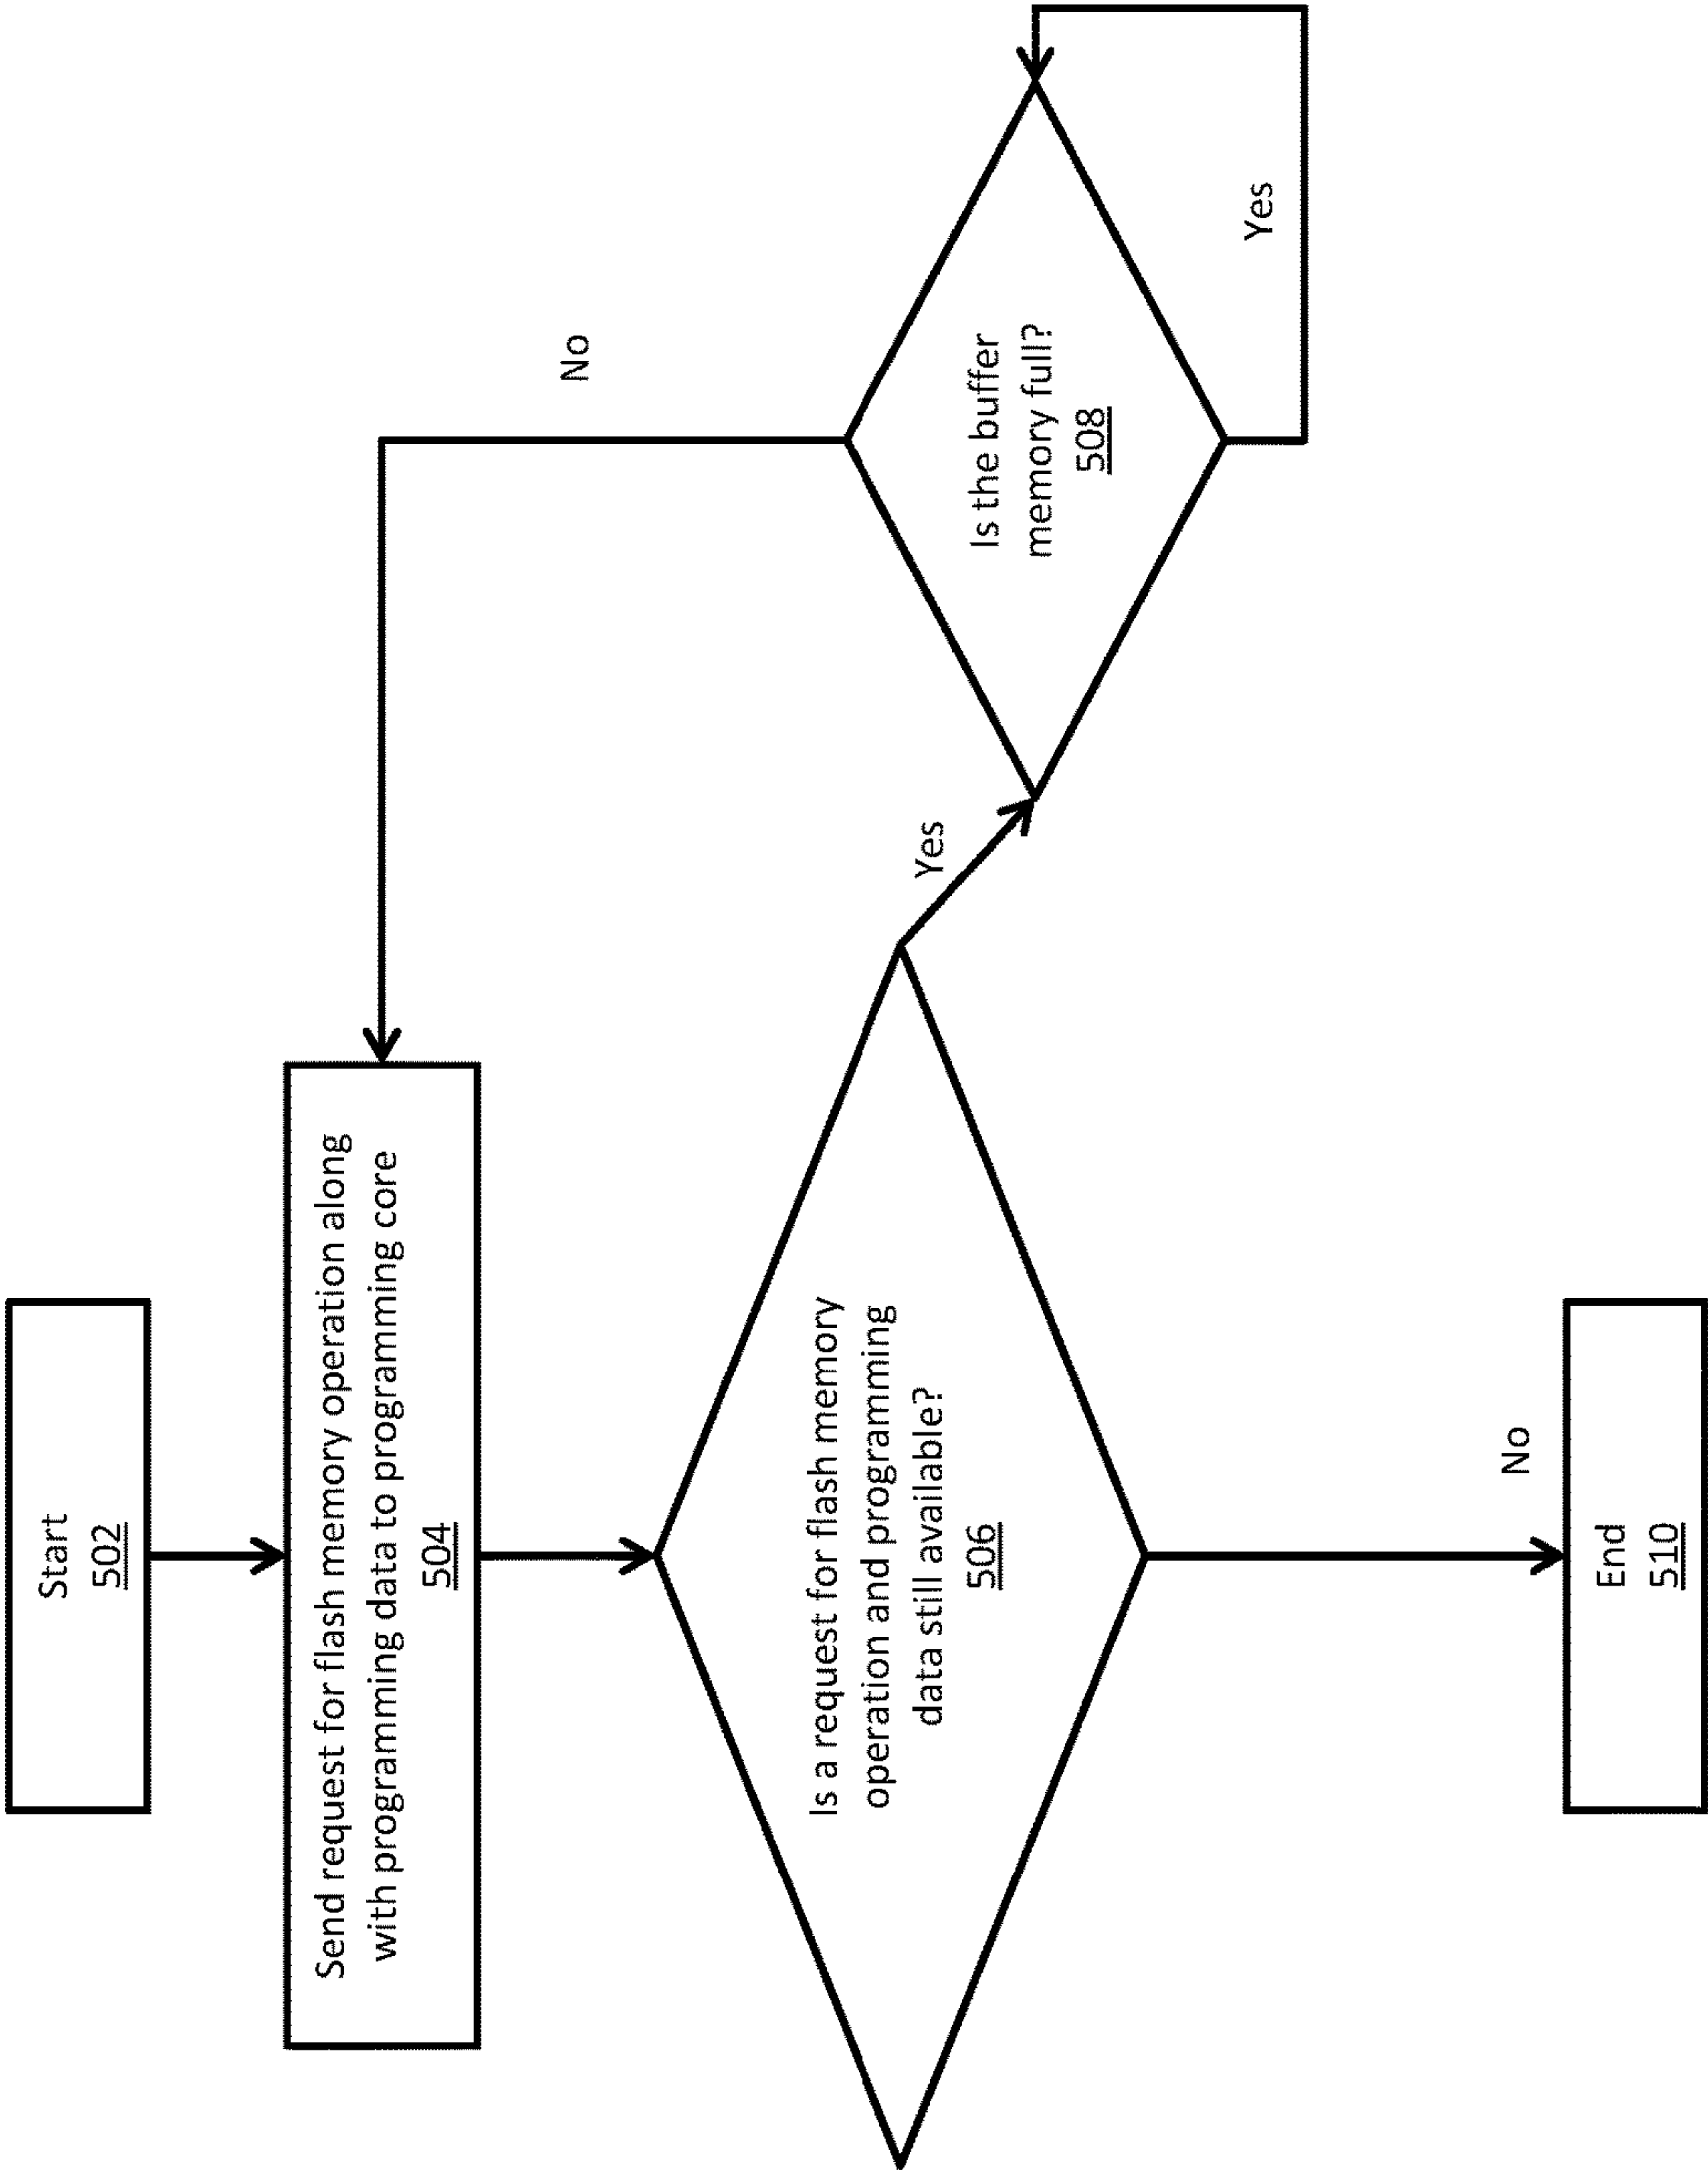 Start
502
Send request for flash memory operation along
with programming data to programming core
504
Is a request for flash memory
operation and programming
data still available?
506
Yes
Is the buffer
memory full?
508
No
Yes
No
End
510